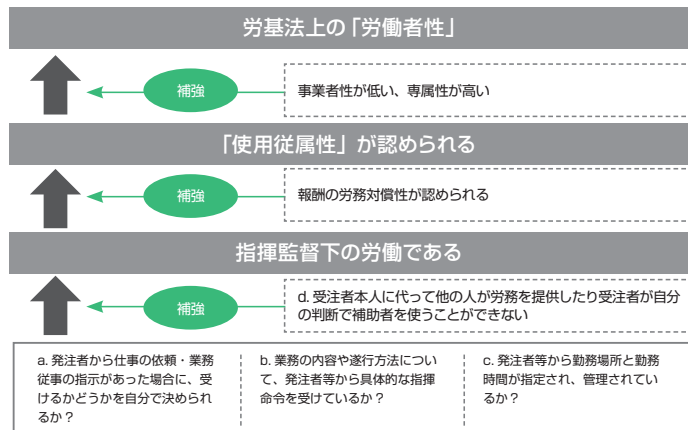 労基法上の「労働者性」
補強
事業者性が低い、専属性が高い
「使用従属性」が認められる
補強
報酬の労務対償性が認められる
指揮監督下の労働である
補強
d. 受注者本人に代って他の人が労務を提供したり受注者が自分
の判断で補助者を使うことができない
a. 発注者から仕事の依頼・業務
従事の指示があった場合に、受
けるかどうかを自分で決められ
るか？
b. 業務の内容や遂行方法につい
て、発注者等から具体的な指揮
命令を受けているか？
c. 発注者等から勤務場所と勤務
時間が指定され、管理されてい
るか？